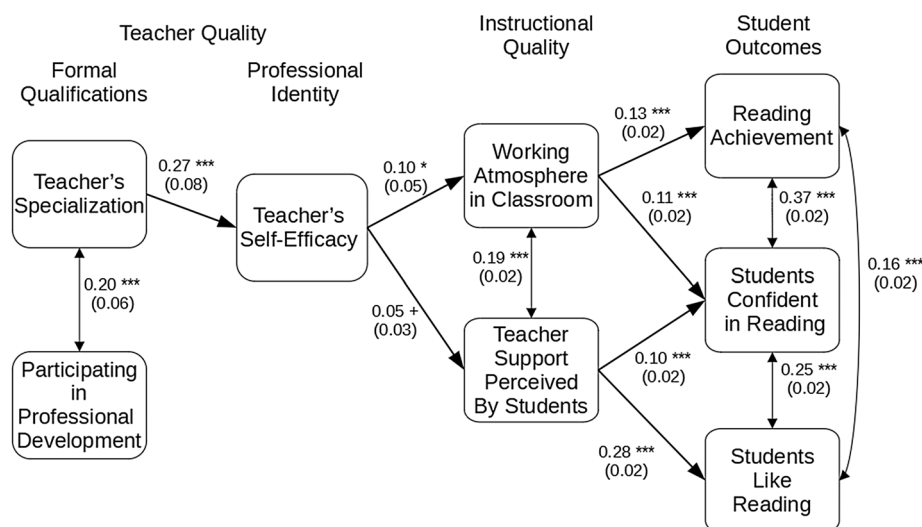 Teacher Quality
Instructional
Quality
Student
Outcomes
Formal
Qualifications
Professional
Identity
Teacher's
Specialization
0.27 ***
(0.08)
Teacher's
Self-Efficacy
0.20 ***
(0.06)
Participating
in
Professional
Development
0.10 *
(0.05)
0.05 +
(0.03)
Working
Atmosphere
in Classroom
0.19 ***
(0.02)
Teacher
Support
Perceived
By Students
0.13 ***
(0.02)
0.11 ***
(0.02)
0.10 ***
(0.02)
0.28 ***
(0.02)
Reading
Achievement
0.37 ***
(0.02)
Students
Confident
in Reading
0.25 ***
(0.02)
Students
Like
Reading
0.16 ***
(0.02)